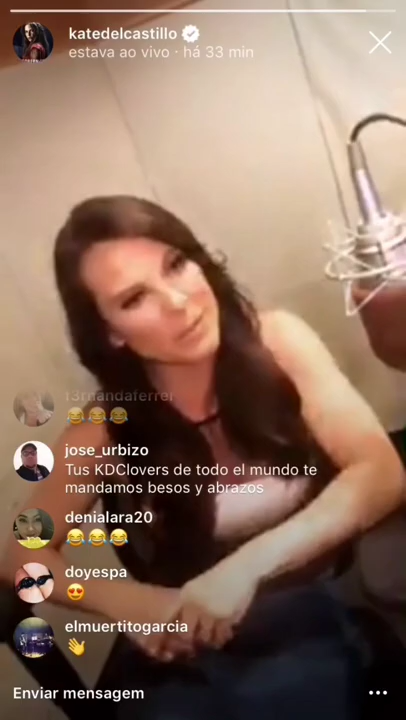 katedelcastillo
estava ao vivo · há 33 min
r3rnandaferrer
😂😂😂
jose_urbizo
Tus KDClovers de todo el mundo te
mandamos besos y abrazos
denialara20
😂😂😂
doyespa
😍
elmuertitogarcia
👋
Enviar mensagem